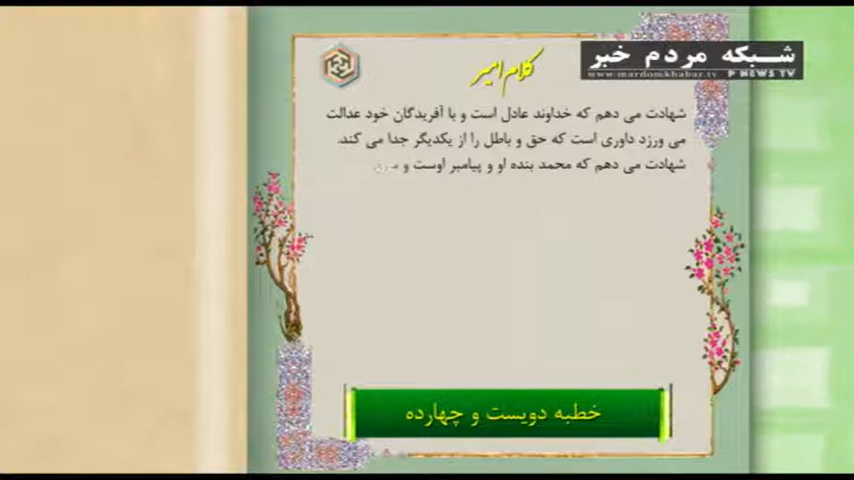 شبکه مردم خبر
www.mardomkhabar.tv P NEWS TV
کلام امیر
شهادت می دهم که خداوند عادل است و با آفریدگان خود عدالت
می ورزد داوری است که حق و باطل را از یکدیگر جدا می کند.
شهادت می دهم که محمد بنده او و پیامبر اوست و
خطبه دویست و چهارده